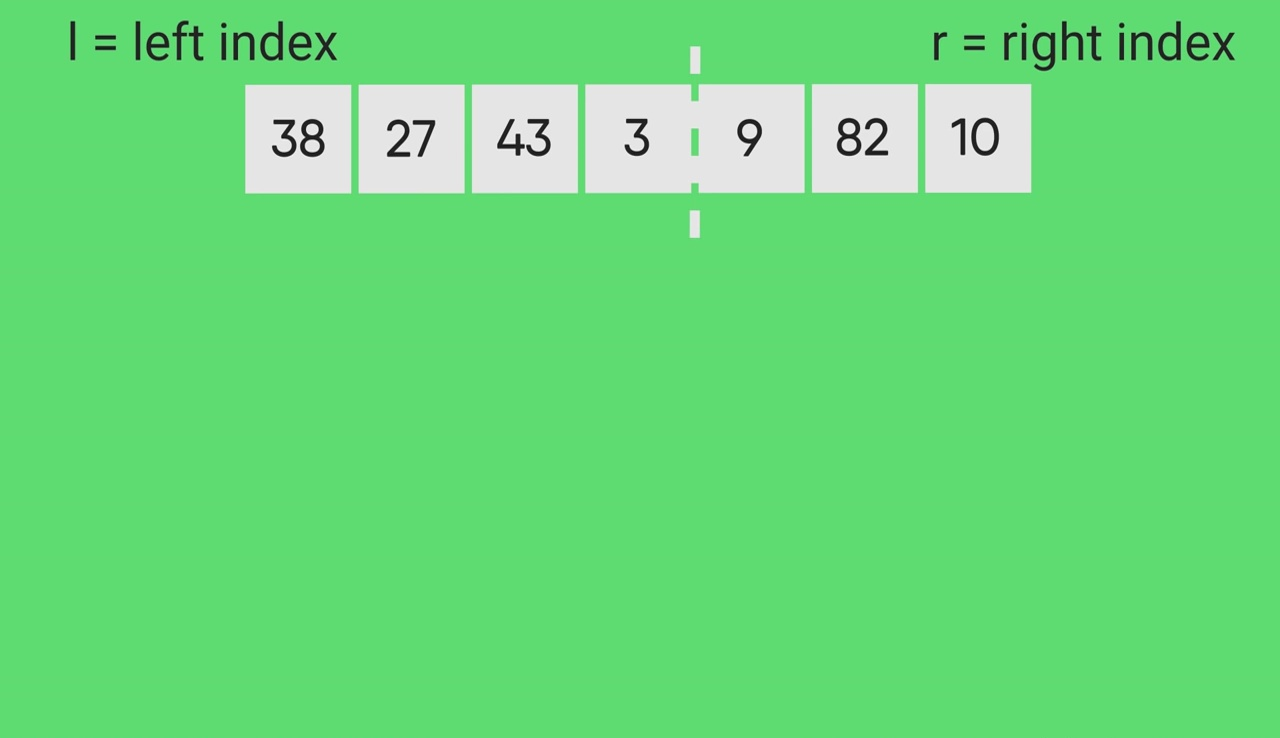 l = left index
r = right index
38 27 43 3 9 82 10